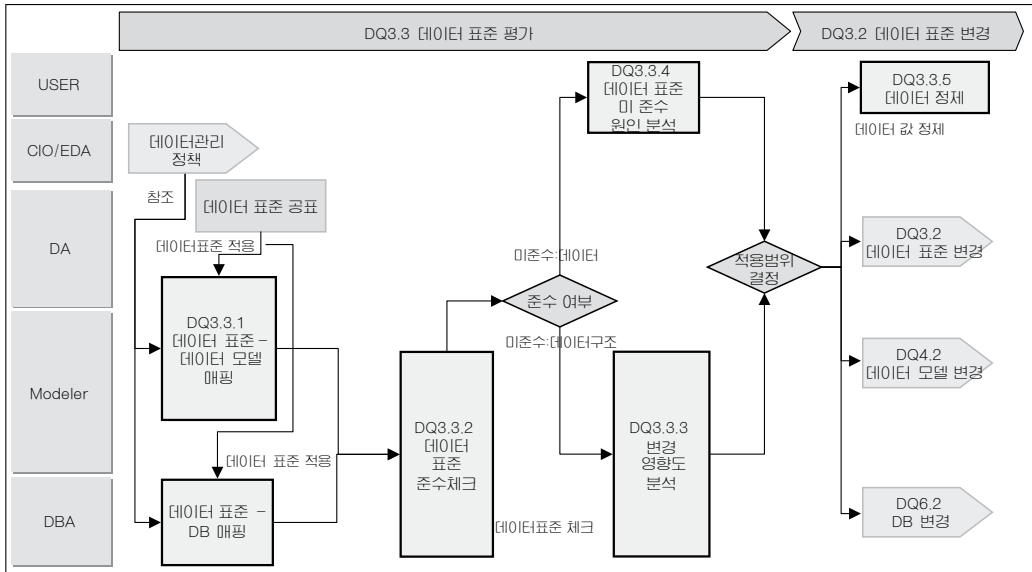 DQ3.3 데이터 표준 평가
DQ3.2 데이터 표준 변경
USER
CIO/EDA
DA
Modeler
DBA
데이터관리
정책
참조
데이터 표준 공표
데이터표준 적용
DQ3.3.1
데이터 표준 –
데이터 모델
매핑
데이터 표준 적용
데이터 표준 –
DB 매핑
DQ3.3.2
데이터
표준
준수체크
데이터표준 체크
준수 여부
미준수:데이터
미준수:데이터구조
DQ3.3.4
데이터 표준
미 준수
원인 분석
DQ3.3.3
변경
영향도
분석
적용범위
결정
DQ3.3.5
데이터 정제
데이터 값 정제
DQ3.2
데이터 표준 변경
DQ4.2
데이터 모델 변경
DQ6.2
DB 변경